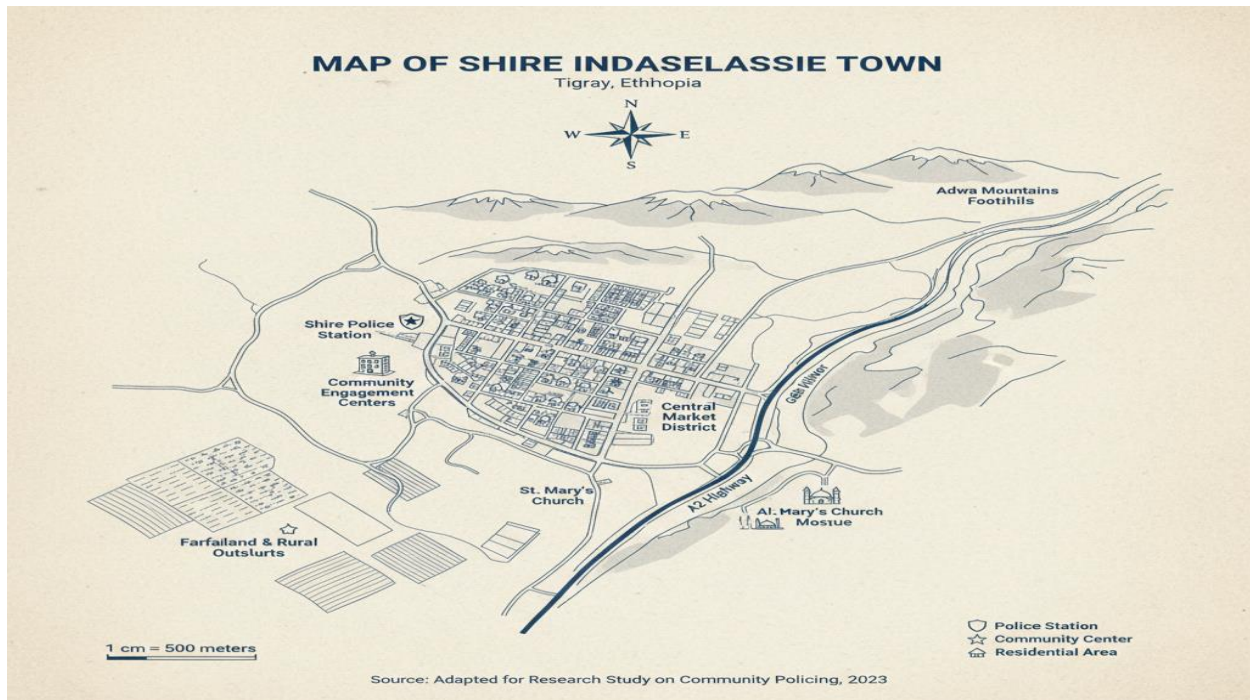 MAP OF SHIRE INDASELASSIE TOWN
Tigray, Ethhopia
N
W E
S
Adwa Mountains
Footihils
Shire Police
Station
Community
Engagement
Centers
Central
Market
District
St. Mary's
Church
A2 Highway
Al. Mary's Church
Mosιue
Farfailand & Rural
Outslurts
1 cm = 500 meters
Police Station
Community Center
Residential Area
Source: Adapted for Research Study on Community Policing, 2023